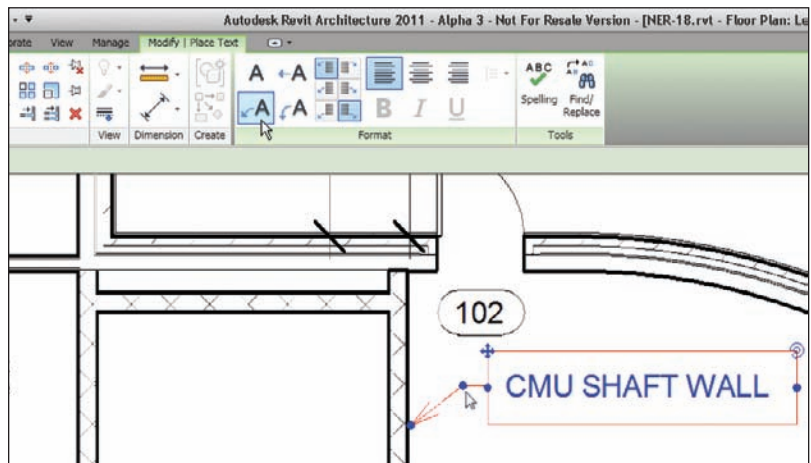 Autodesk Revit Architecture 2011 - Alpha 3 - Not For Resale Version - [NER-18.rvt - Floor Plan: Le
orate View Manage Modify | Place Text
A A ABC
A A B I U Spelling Find/
Replace
View Dimension Create Format Tools
102
CMU SHAFT WALL